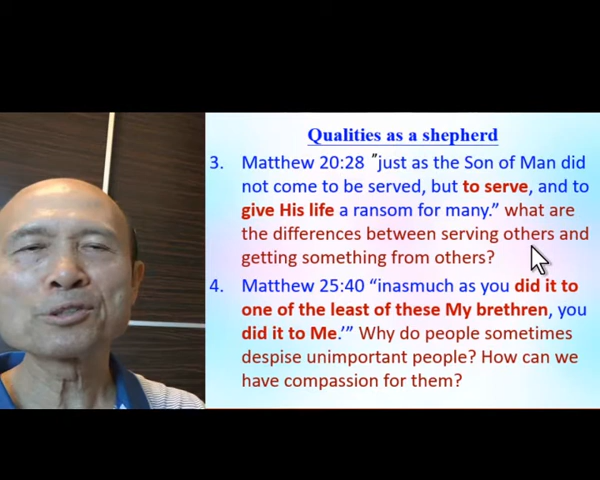 Qualities as a shepherd
3. Matthew 20:28 "just as the Son of Man did
not come to be served, but to serve, and to
give His life a ransom for many.” what are
the differences between serving others and
getting something from others?
4. Matthew 25:40 “inasmuch as you did it to
one of the least of these My brethren, you
did it to Me.’” Why do people sometimes
despise unimportant people? How can we
have compassion for them?